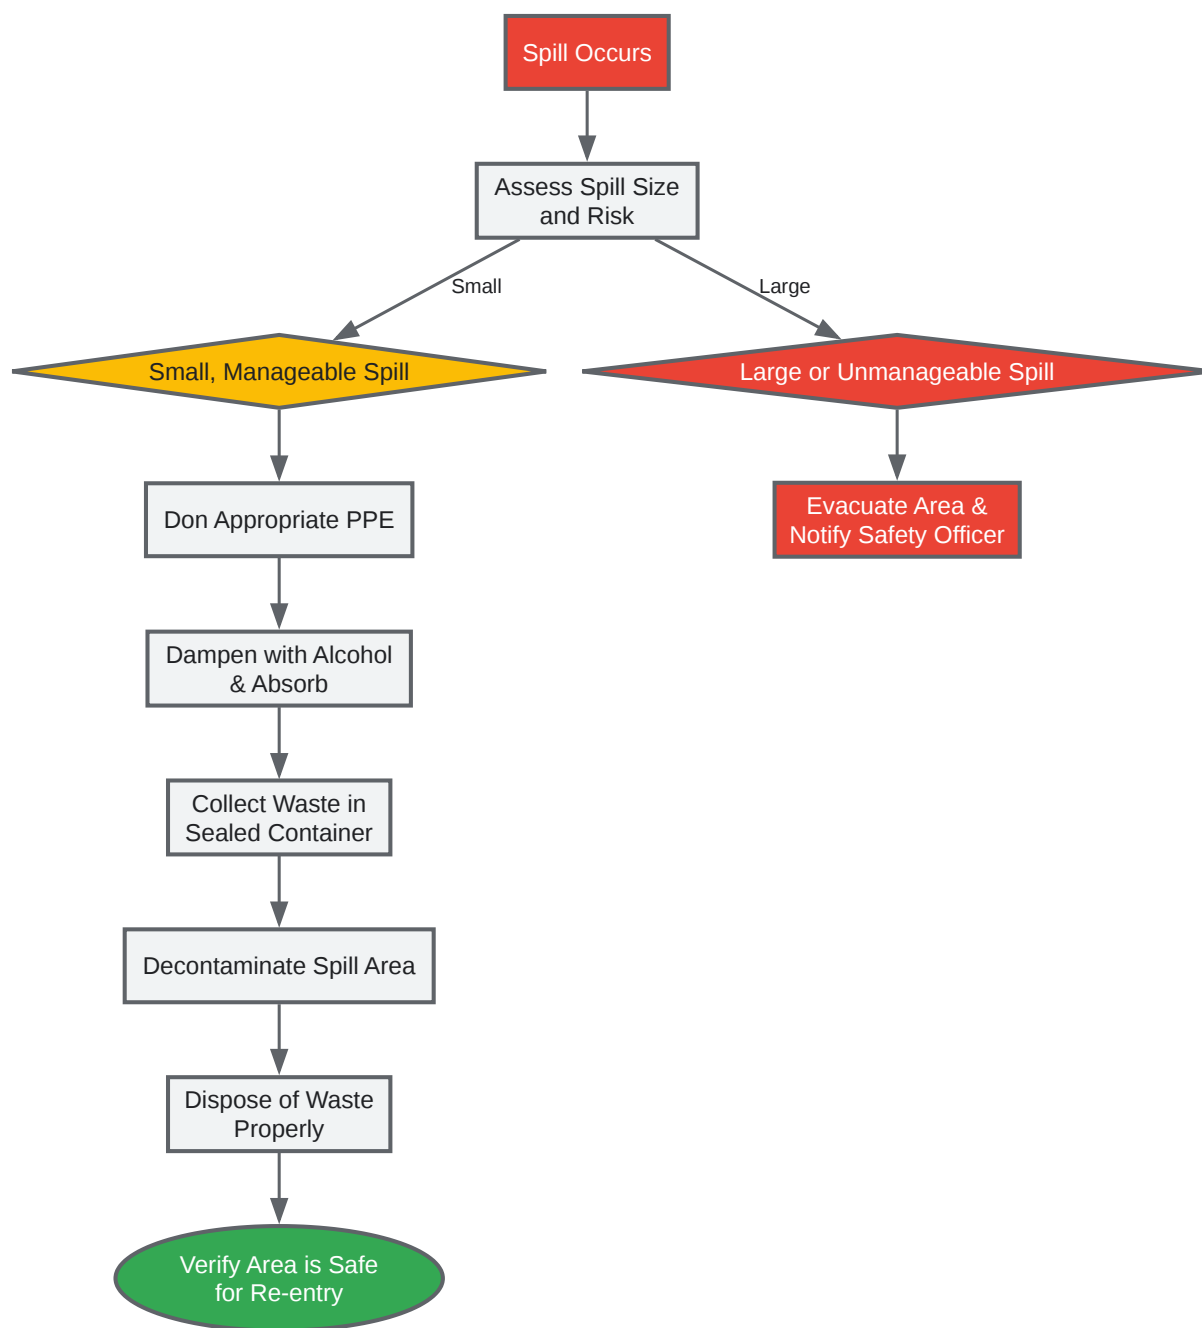 Spill Occurs
Assess Spill Size
and Risk
Small
Large
Small, Manageable Spill
Large or Unmanageable Spill
Don Appropriate PPE
Evacuate Area &
Notify Safety Officer
Dampen with Alcohol
& Absorb
Collect Waste in
Sealed Container
Decontaminate Spill Area
Dispose of Waste
Properly
Verify Area is Safe
for Re-entry